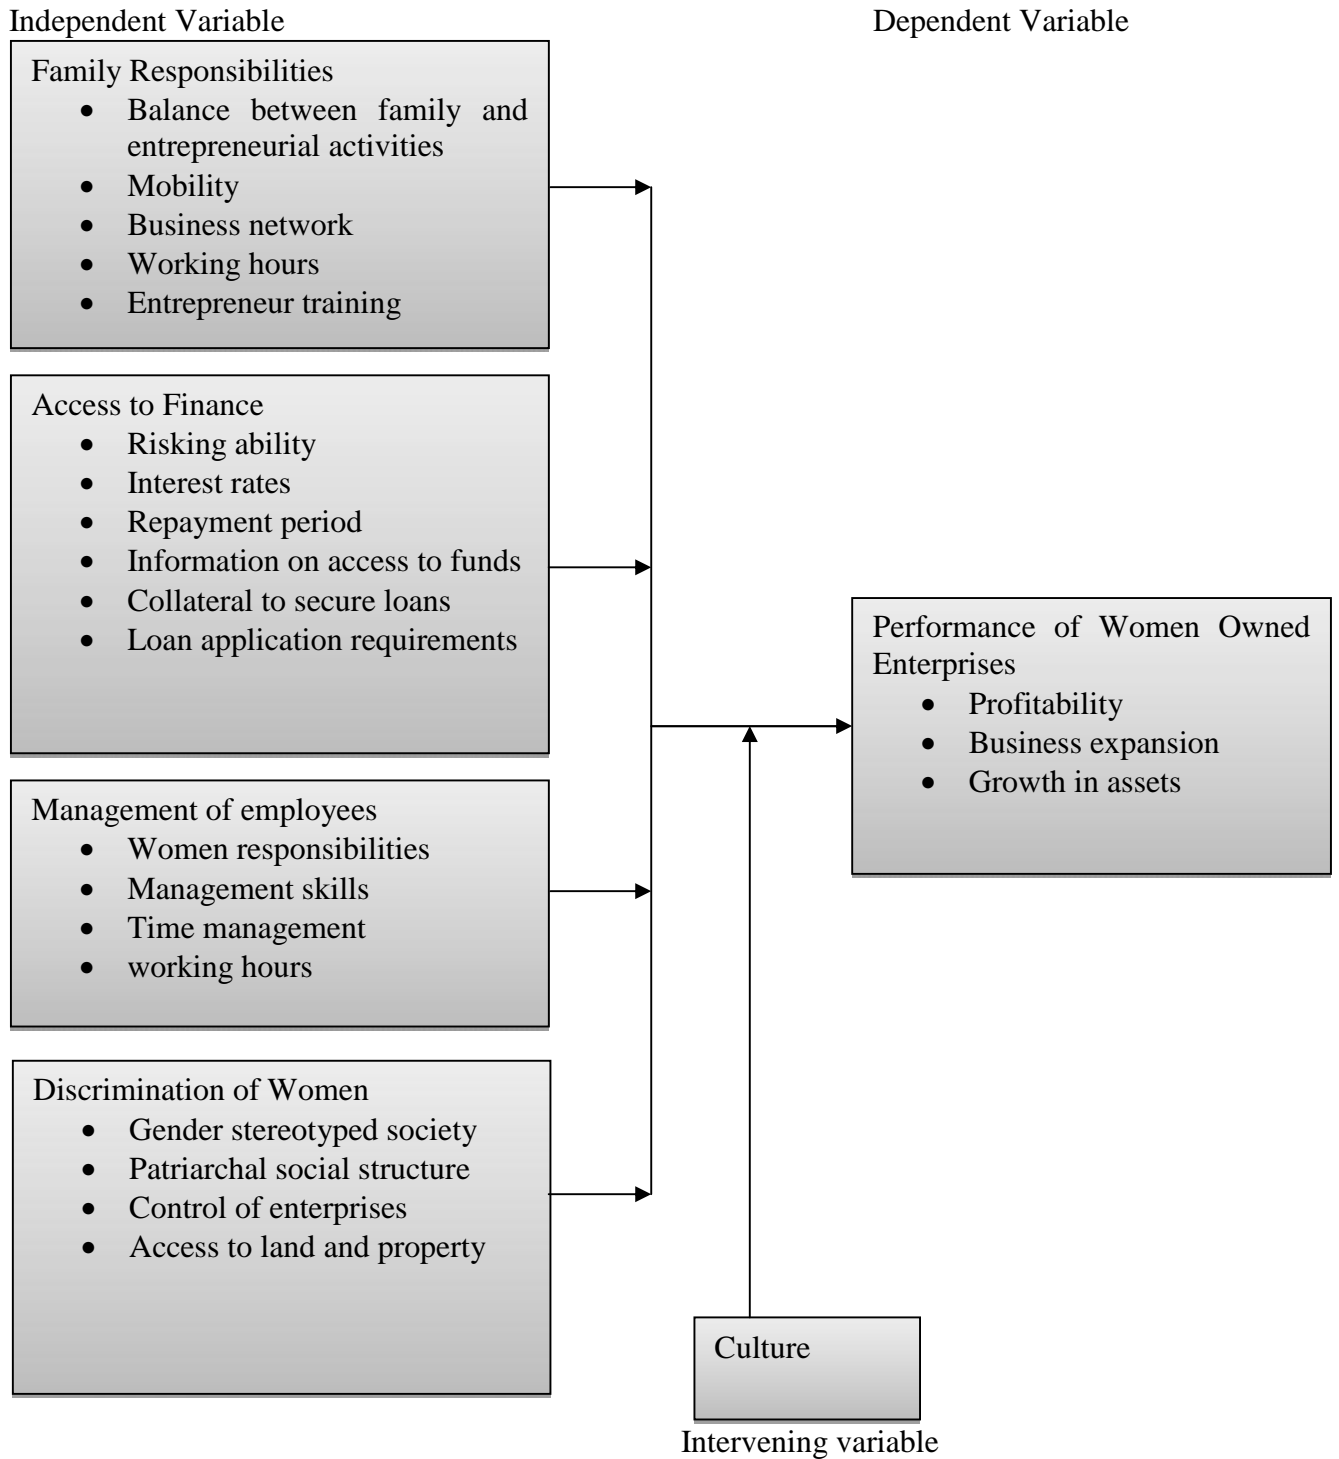 Independent Variable
Dependent Variable
Family Responsibilities
• Balance between family and
entrepreneurial activities
• Mobility
• Business network
• Working hours
• Entrepreneur training
Access to Finance
• Risking ability
• Interest rates
• Repayment period
• Information on access to funds
• Collateral to secure loans
• Loan application requirements
Management of employees
• Women responsibilities
• Management skills
• Time management
• working hours
Discrimination of Women
• Gender stereotyped society
• Patriarchal social structure
• Control of enterprises
• Access to land and property
Performance of Women Owned
Enterprises
• Profitability
• Business expansion
• Growth in assets
Culture
Intervening variable